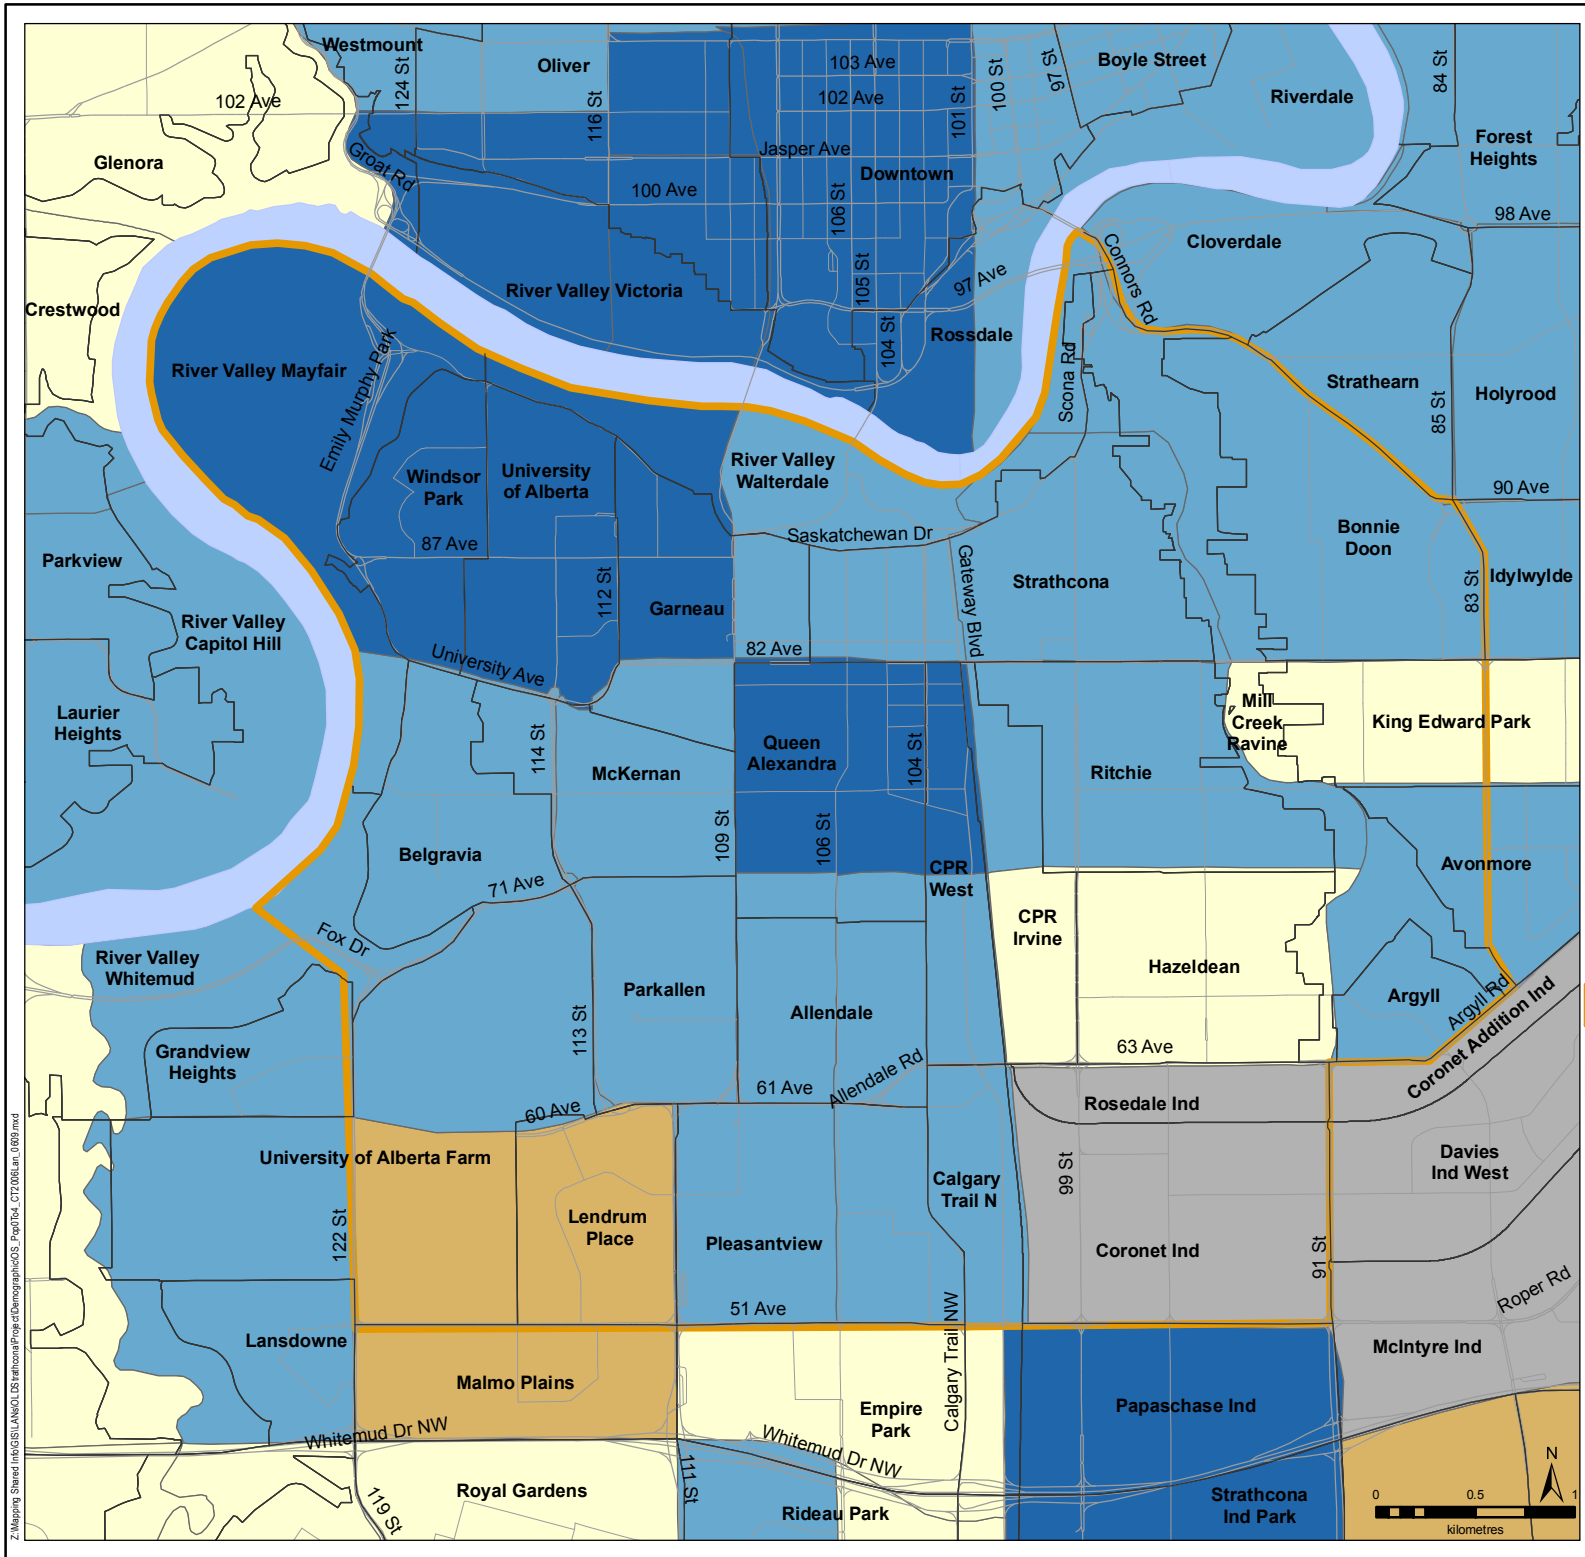 Westmount
124 St
Oliver
116 St
103 Ave
102 Ave
102 Ave
101 St
100 St
97 St
Boyle Street
Riverdale
84 St
Forest
Heights
Glenora
Groat Rd
Jasper Ave
Downtown
100 Ave
106 St
98 Ave
Cloverdale
Connors Rd
Crestwood
River Valley Victoria
105 St
97 Ave
104 St
Rossdale
River Valley Mayfair
Emily Murphy Park
Scona Rd
Strathearn
85 St
Holyrood
Windsor
Park
University
of Alberta
River Valley
Walterdale
90 Ave
Bonnie
Doon
87 Ave
Saskatchewan Dr
Gateway Blvd
Strathcona
83 St
Idylwylde
Parkview
112 St
Garneau
River Valley
Capitol Hill
University Ave
82 Ave
Laurier
Heights
114 St
McKernan
Queen
Alexandra
104 St
Ritchie
Mill
Creek
Ravine
King Edward Park
109 St
106 St
Belgravia
71 Ave
CPR
West
Avonmore
CPR
Irvine
Fox Dr
River Valley
Whitemud
Hazeldean
Parkallen
Allendale
Argyll
Argyll Rd
Coronet Addition Ind
113 St
Grandview
Heights
63 Ave
61 Ave
Allendale Rd
60 Ave
Rosedale Ind
University of Alberta Farm
99 St
Davies
Ind West
Calgary
Trail N
Lendrum
Place
122 St
Pleasantview
Coronet Ind
91 St
Roper Rd
51 Ave
Calgary Trail NW
Lansdowne
McIntyre Ind
Malmo Plains
Empire
Park
Papaschase Ind
Whitemud Dr NW
Whitemud Dr NW
Royal Gardens
119 St
111 St
Rideau Park
Strathcona
Ind Park
N
0 0.5 1
kilometres